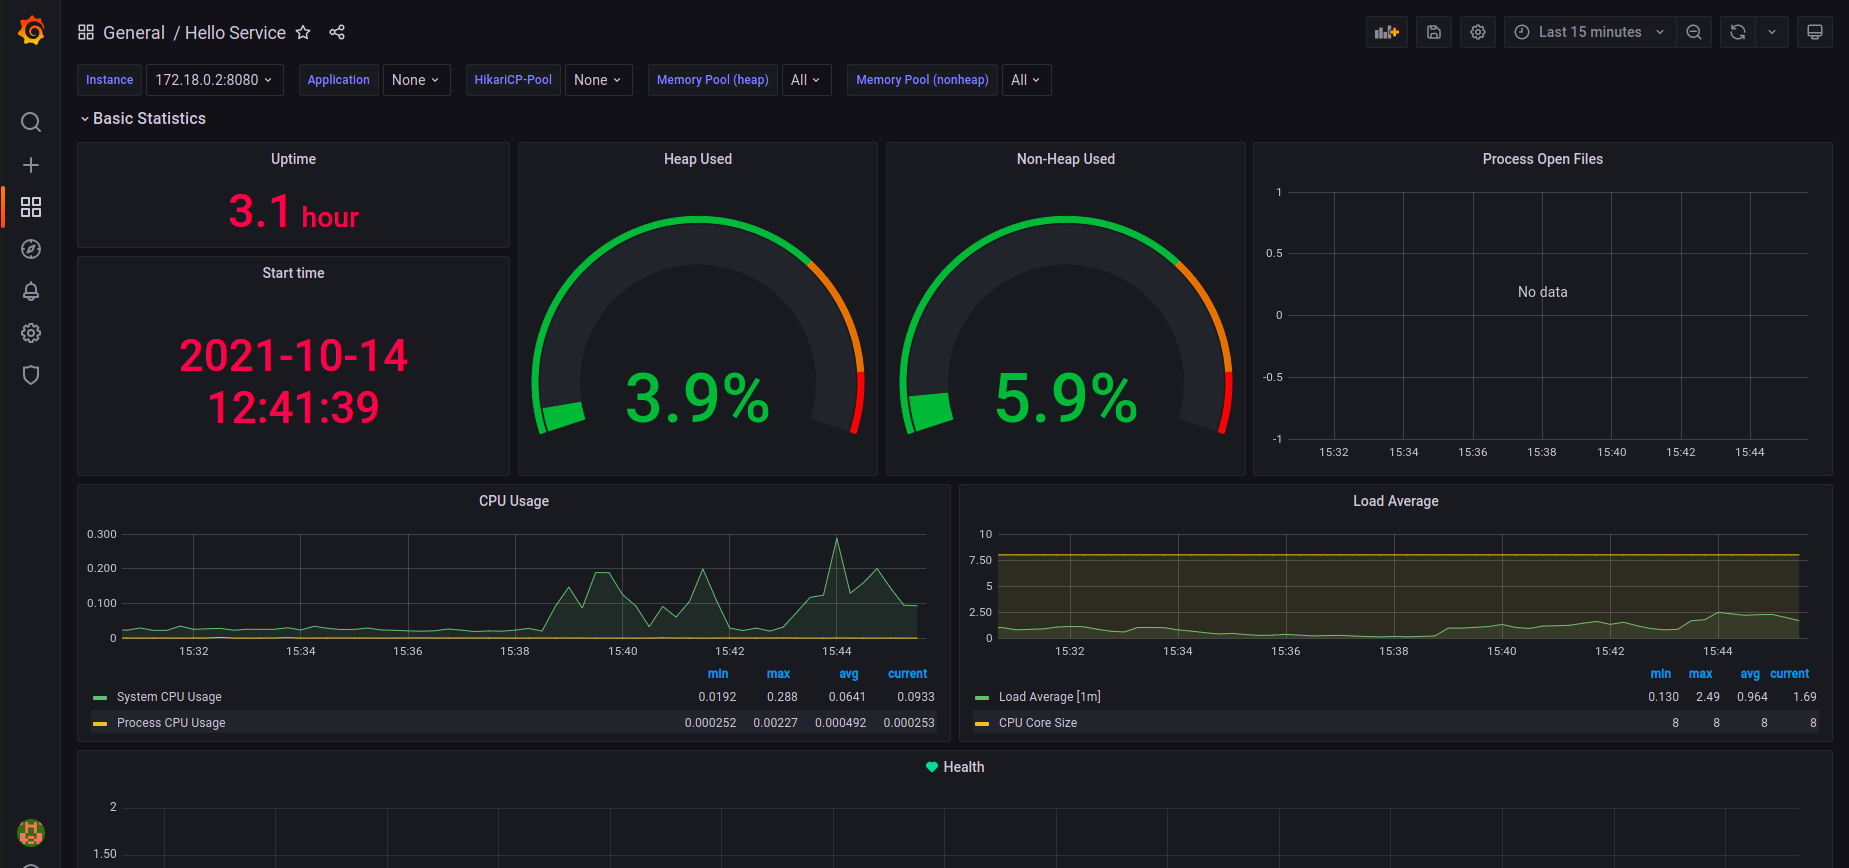 General / Hello Service
Last 15 minutes
Instance 172.18.0.2:8080 Application None HikariCP-Pool None Memory Pool (heap) All Memory Pool (nonheap) All
Basic Statistics
Uptime
3.1 hour
Start time
2021-10-14
12:41:39
Heap Used
3.9%
Non-Heap Used
5.9%
Process Open Files
1
0.5
0
-0.5
-1
No data
15:32 15:34 15:36 15:38 15:40 15:42 15:44
CPU Usage
0.300
0.200
0.100
0
15:32 15:34 15:36 15:38 15:40 15:42 15:44
min max avg current
System CPU Usage 0.0192 0.288 0.0641 0.0933
Process CPU Usage 0.000252 0.00227 0.000492 0.000253
Load Average
10
7.50
5
2.50
0
15:32 15:34 15:36 15:38 15:40 15:42 15:44
min max avg current
Load Average [1m] 0.130 2.49 0.964 1.69
CPU Core Size 8 8 8 8
Health
2
1.50